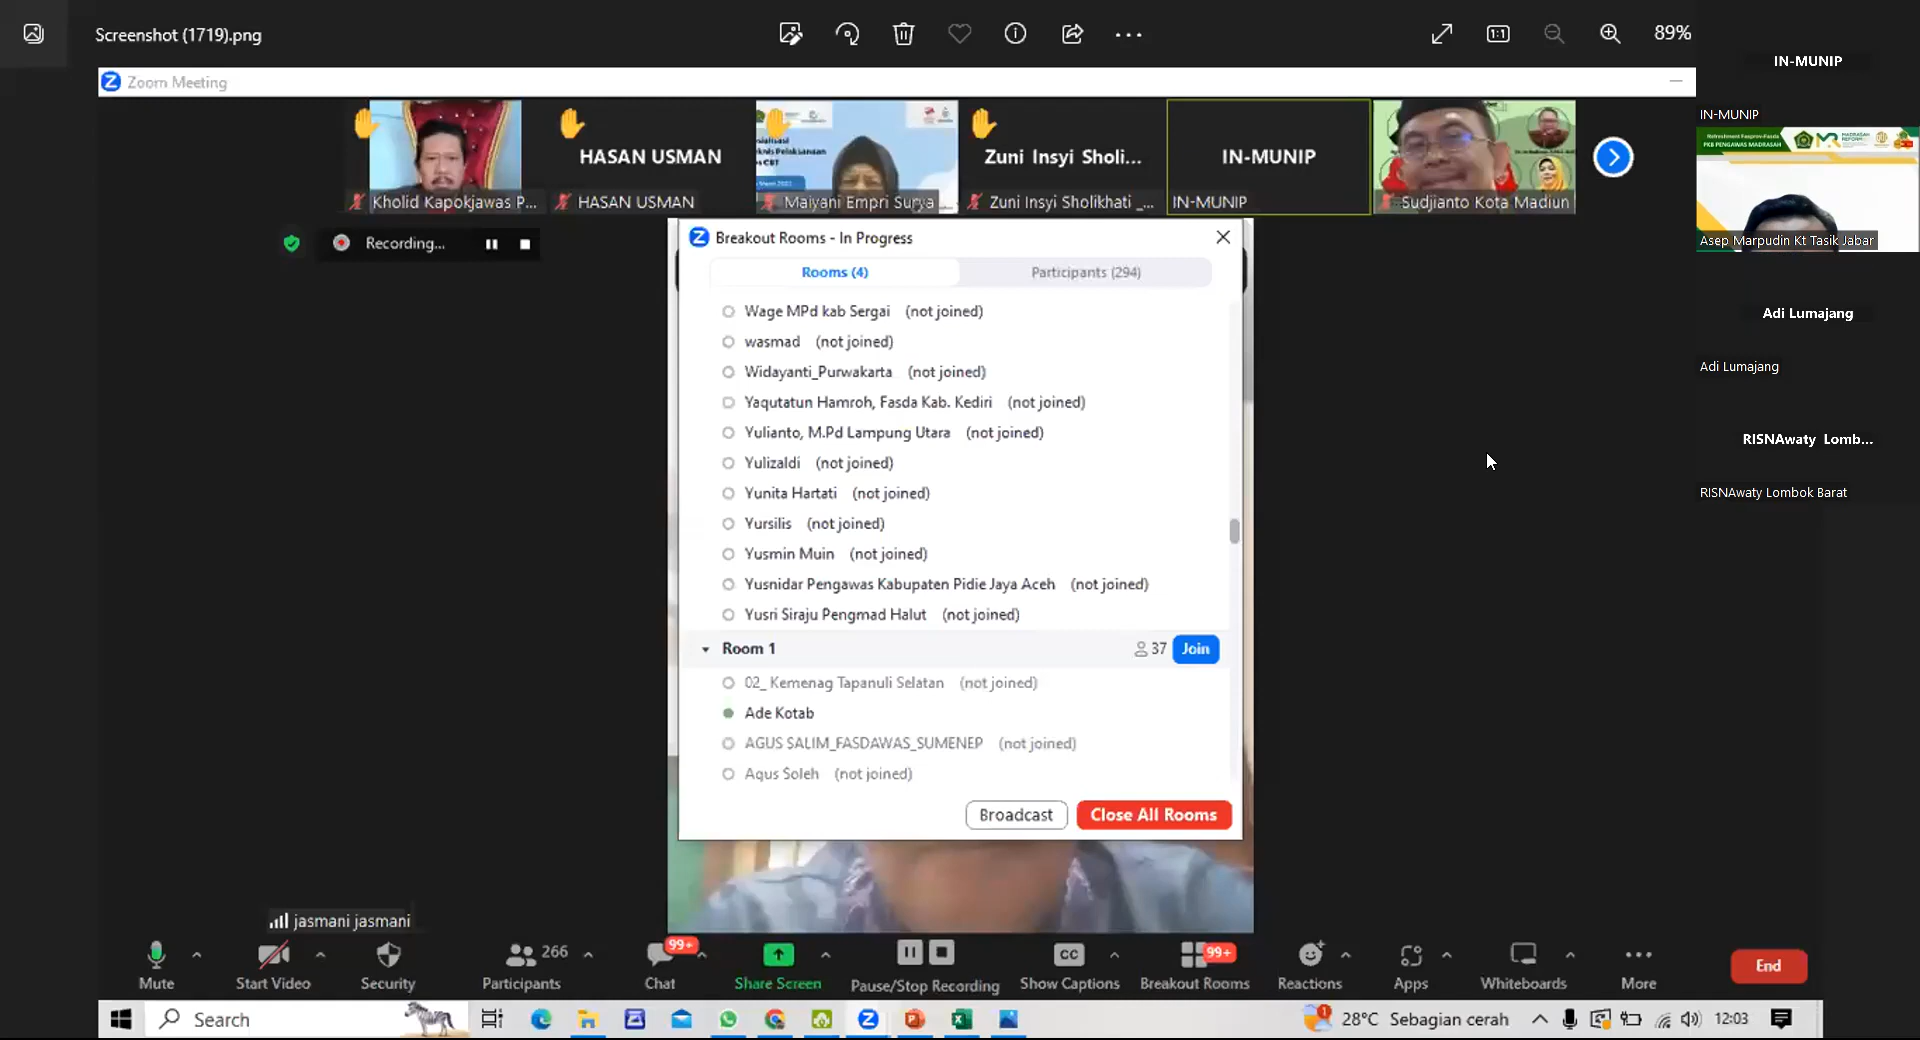 Screenshot (1719).png
89%
Zoom Meeting
HASAN USMAN
Zuni Insyi Sholi...
IN-MUNIP
Kholid Kapokjawas P...
HASAN USMAN
Maiyani Empri Surya
Zuni Insyi Sholikhati _...
IN-MUNIP
Sudjianto Kota Madiun
Recording...
Breakout Rooms - In Progress
Rooms (4)
Participants (294)
Wage MPd kab Sergai (not joined)
wasmad (not joined)
Widayanti_Purwakarta (not joined)
Yaqutatun Hamroh, Fasda Kab. Kediri (not joined)
Yulianto, M.Pd Lampung Utara (not joined)
Yulizaldi (not joined)
Yunita Hartati (not joined)
Yursilis (not joined)
Yusmin Muin (not joined)
Yusnidar Pengawas Kabupaten Pidie Jaya Aceh (not joined)
Yusri Siraju Pengmad Halut (not joined)
Room 1
37
Join
02_ Kemenag Tapanuli Selatan (not joined)
Ade Kotab
AGUS SALIM_FASDAWAS_SUMENEP (not joined)
Agus Soleh (not joined)
Broadcast
Close All Rooms
jasmani jasmani
Mute
Start Video
Security
266
Participants
99+
Chat
Share Screen
Pause/Stop Recording
CC
Show Captions
99+
Breakout Rooms
Reactions
Apps
Whiteboards
More
End
Search
28°C Sebagian cerah
12:03
IN-MUNIP
IN-MUNIP
Refreshment Fasprov-Fasda
PKB PENGAWAS MADRASAH
Asep Marpudin Kt Tasik Jabar
Adi Lumajang
Adi Lumajang
RISNAwaty Lomb...
RISNAwaty Lombok Barat